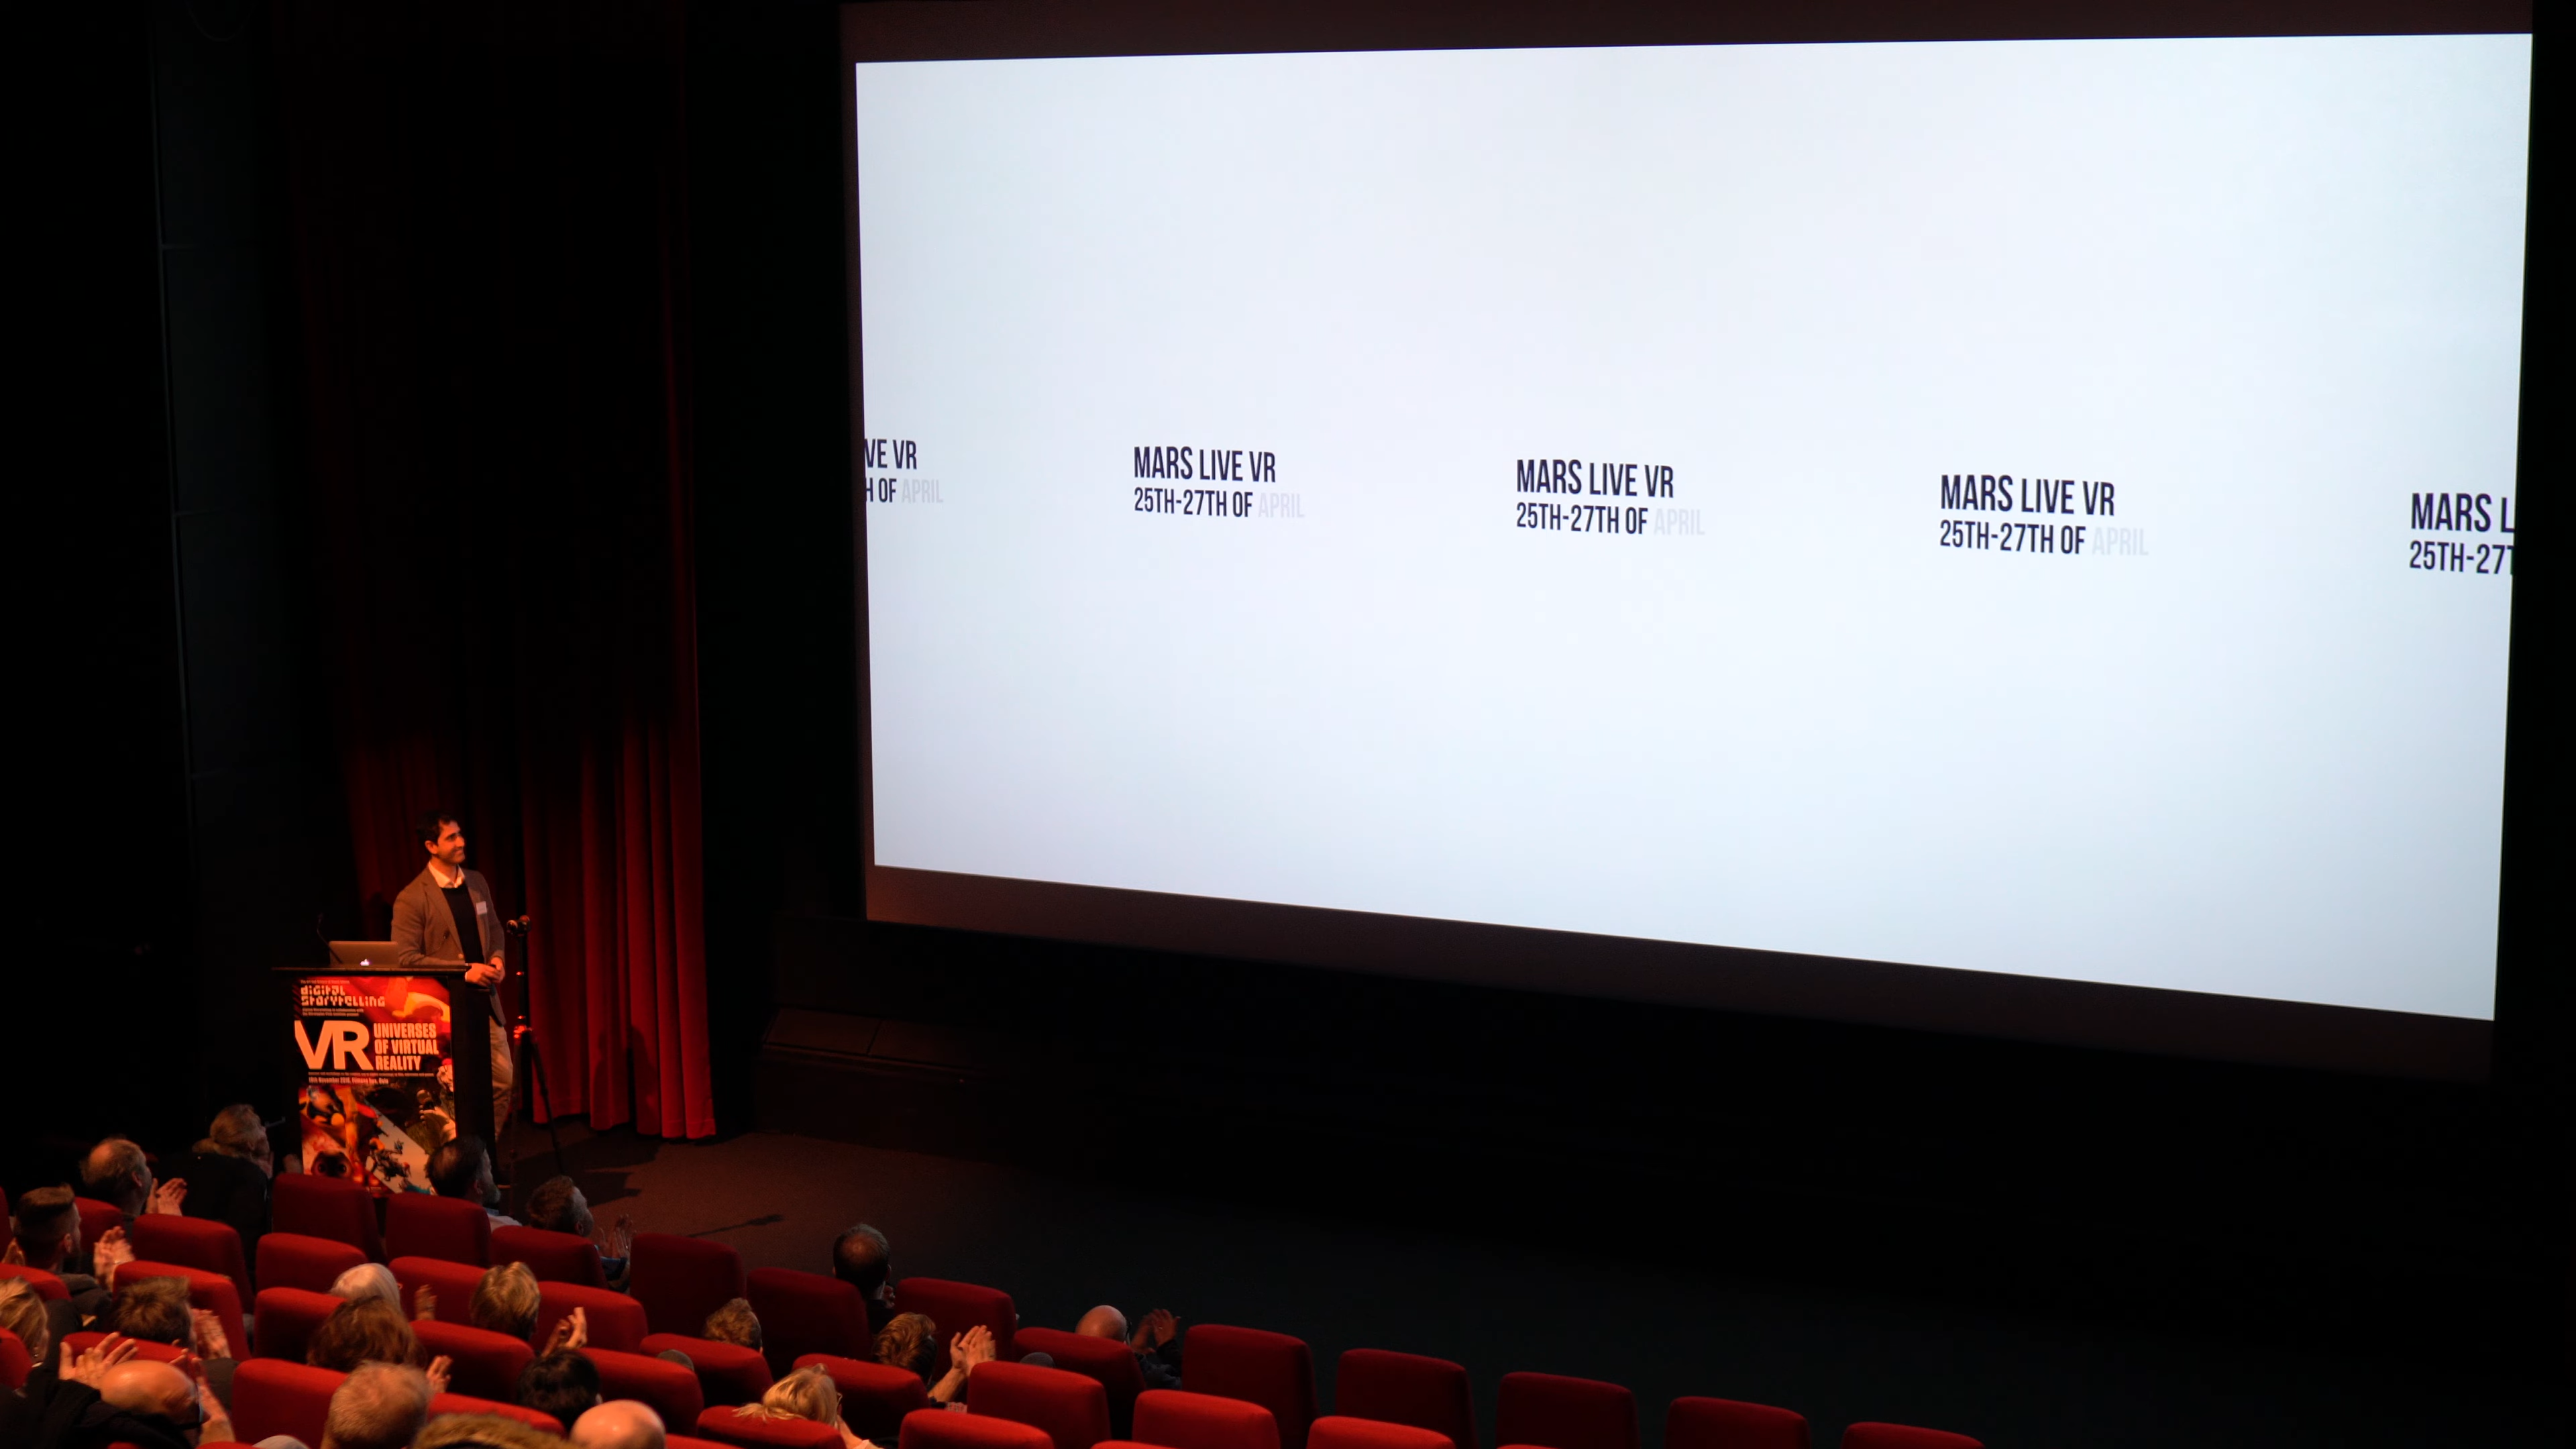 VE VR
H OF APRIL
MARS LIVE VR
25TH-27TH OF APRIL
MARS LIVE VR
25TH-27TH OF APRIL
MARS LIVE VR
25TH-27TH OF APRIL
MARS L
25TH-27T
digital
storytelling
VR
UNIVERSES
OF VIRTUAL
REALITY